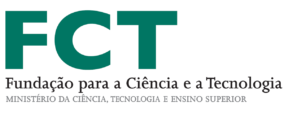 FCT
Fundação para a Ciência e a Tecnologia
MINISTÉRIO DA CIÊNCIA, TECNOLOGIA E ENSINO SUPERIOR